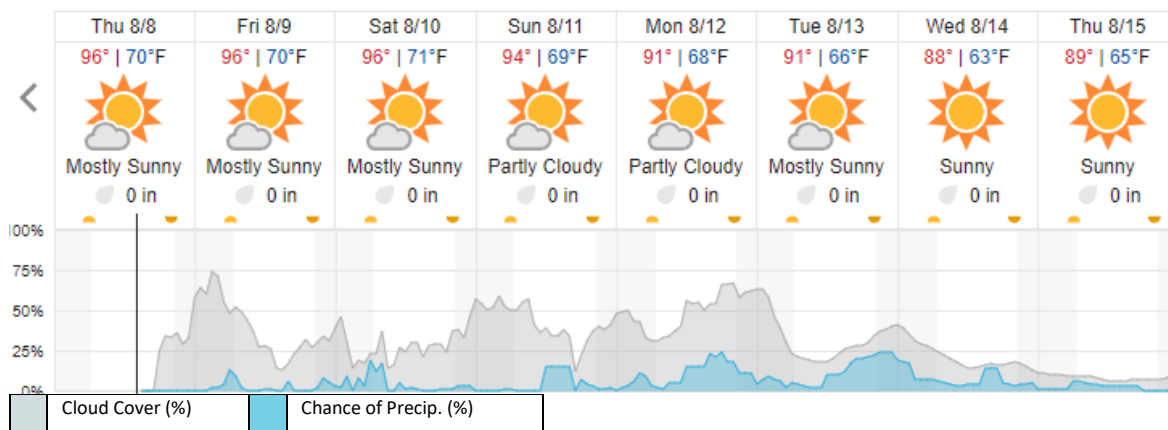 Thu 8/8 Fri 8/9 Sat 8/10 Sun 8/11 Mon 8/12 Tue 8/13 Wed 8/14 Thu 8/15
96° | 70°F 96° | 70°F 96° | 71°F 94° | 69°F 91° | 68°F 91° | 66°F 88° | 63°F 89° | 65°F
Mostly Sunny Mostly Sunny Mostly Sunny Partly Cloudy Partly Cloudy Mostly Sunny Sunny Sunny
0 in 0 in 0 in 0 in 0 in 0 in 0 in 0 in
100%
75%
50%
25%
0%
Cloud Cover (%) Chance of Precip. (%)